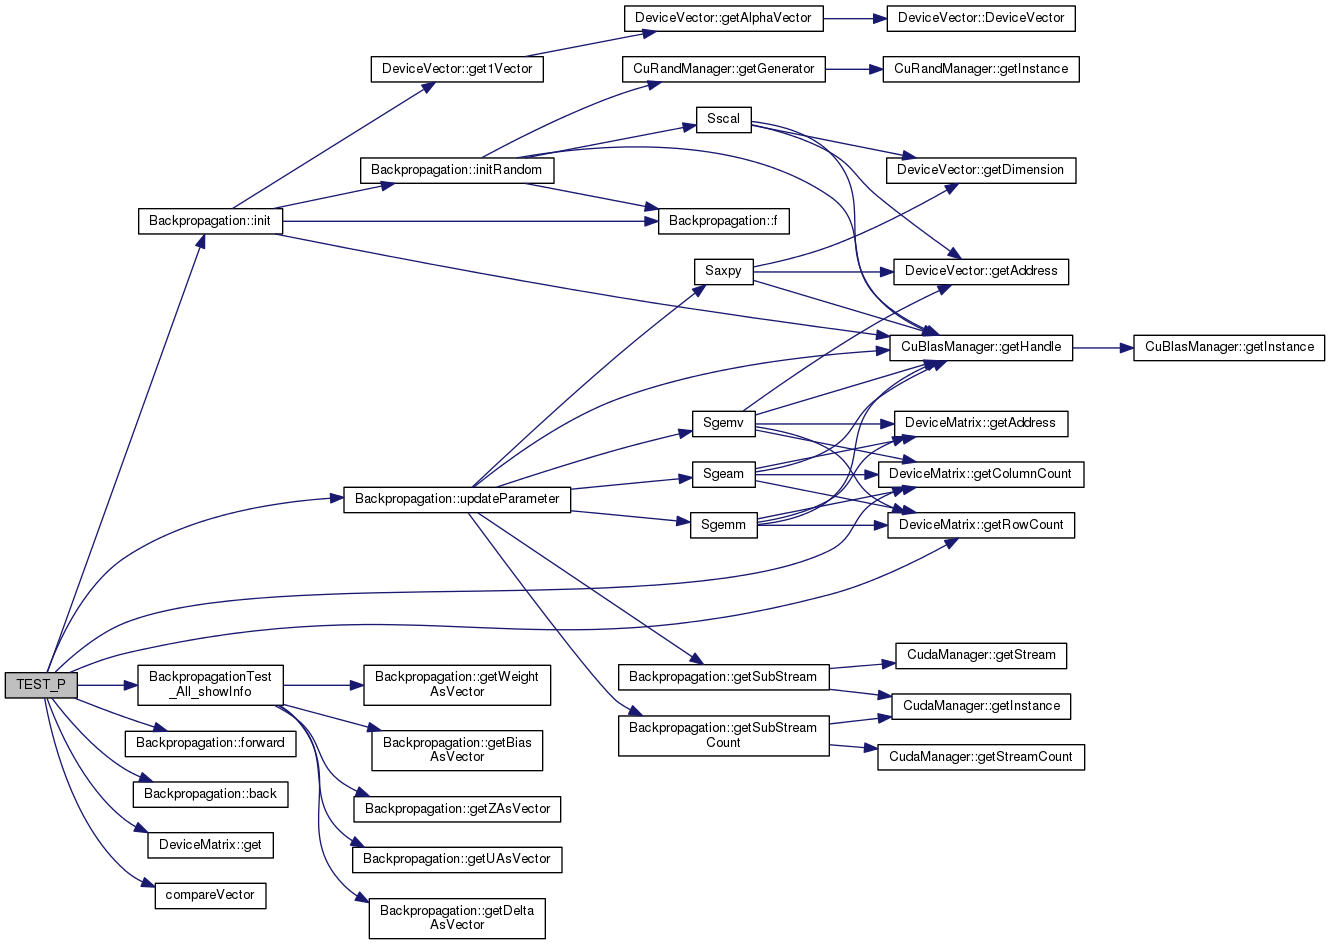 DeviceVector::getAlphaVector
DeviceVector::DeviceVector
DeviceVector::get1Vector
CuRandManager::getGenerator
CuRandManager::getInstance
Sscal
Backpropagation::initRandom
DeviceVector::getDimension
Backpropagation::init
Backpropagation::f
Saxpy
DeviceVector::getAddress
CuBlasManager::getHandle
CuBlasManager::getInstance
Sgemv
DeviceMatrix::getAddress
Sgeam
DeviceMatrix::getColumnCount
Backpropagation::updateParameter
Sgemm
DeviceMatrix::getRowCount
CudaManager::getStream
TEST_P
BackpropagationTest
_All_showInfo
Backpropagation::getWeight
AsVector
Backpropagation::getSubStream
CudaManager::getInstance
Backpropagation::forward
Backpropagation::getBias
AsVector
Backpropagation::getSubStream
Count
CudaManager::getStreamCount
Backpropagation::back
Backpropagation::getZAsVector
DeviceMatrix::get
Backpropagation::getUAsVector
compareVector
Backpropagation::getDelta
AsVector